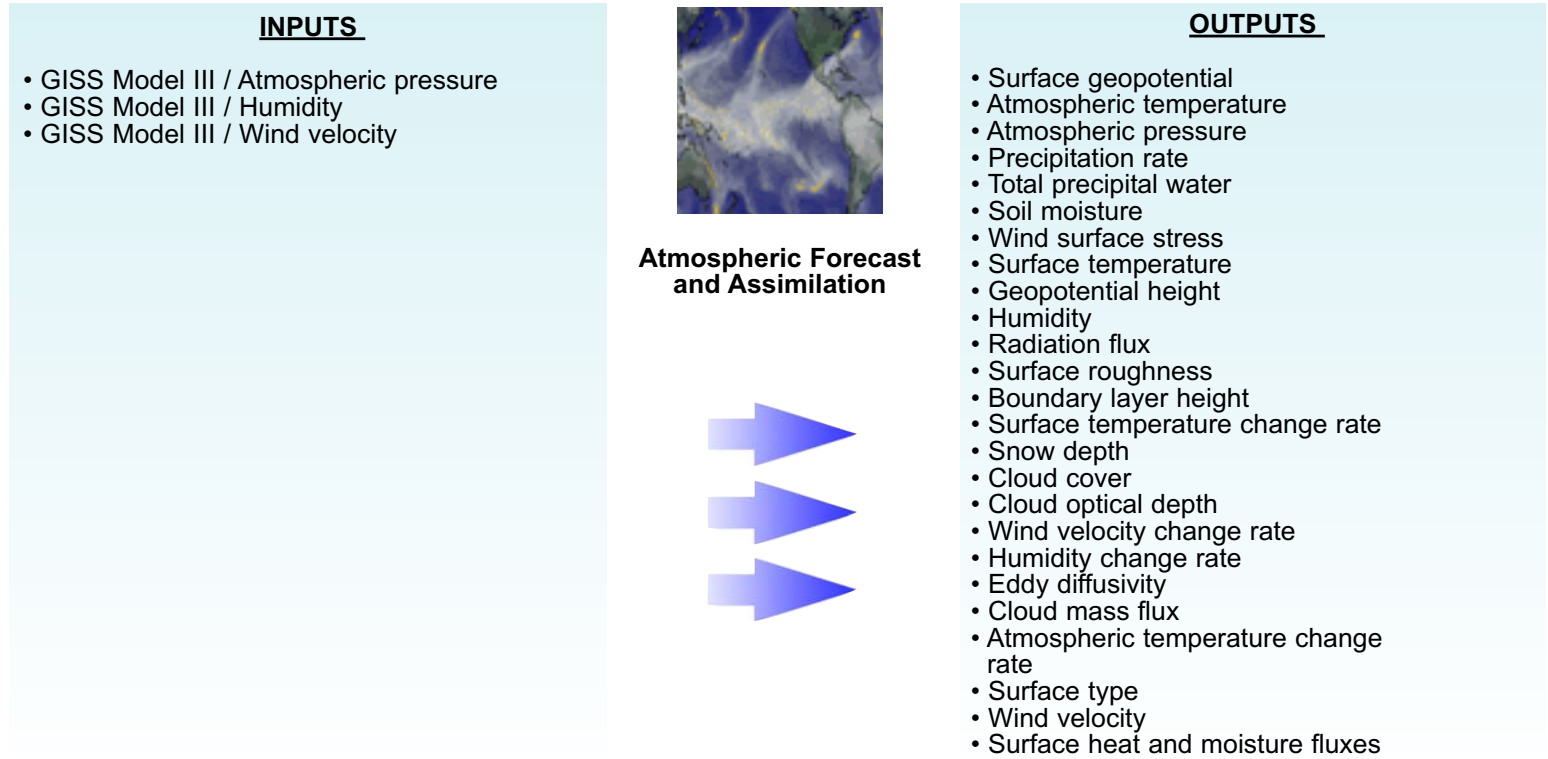 INPUTS
• GISS Model III / Atmospheric pressure
• GISS Model III / Humidity
• GISS Model III / Wind velocity
Atmospheric Forecast
and Assimilation
OUTPUTS
• Surface geopotential
• Atmospheric temperature
• Atmospheric pressure
• Precipitation rate
• Total precipital water
• Soil moisture
• Wind surface stress
• Surface temperature
• Geopotential height
• Humidity
• Radiation flux
• Surface roughness
• Boundary layer height
• Surface temperature change rate
• Snow depth
• Cloud cover
• Cloud optical depth
• Wind velocity change rate
• Humidity change rate
• Eddy diffusivity
• Cloud mass flux
• Atmospheric temperature change
rate
• Surface type
• Wind velocity
• Surface heat and moisture fluxes